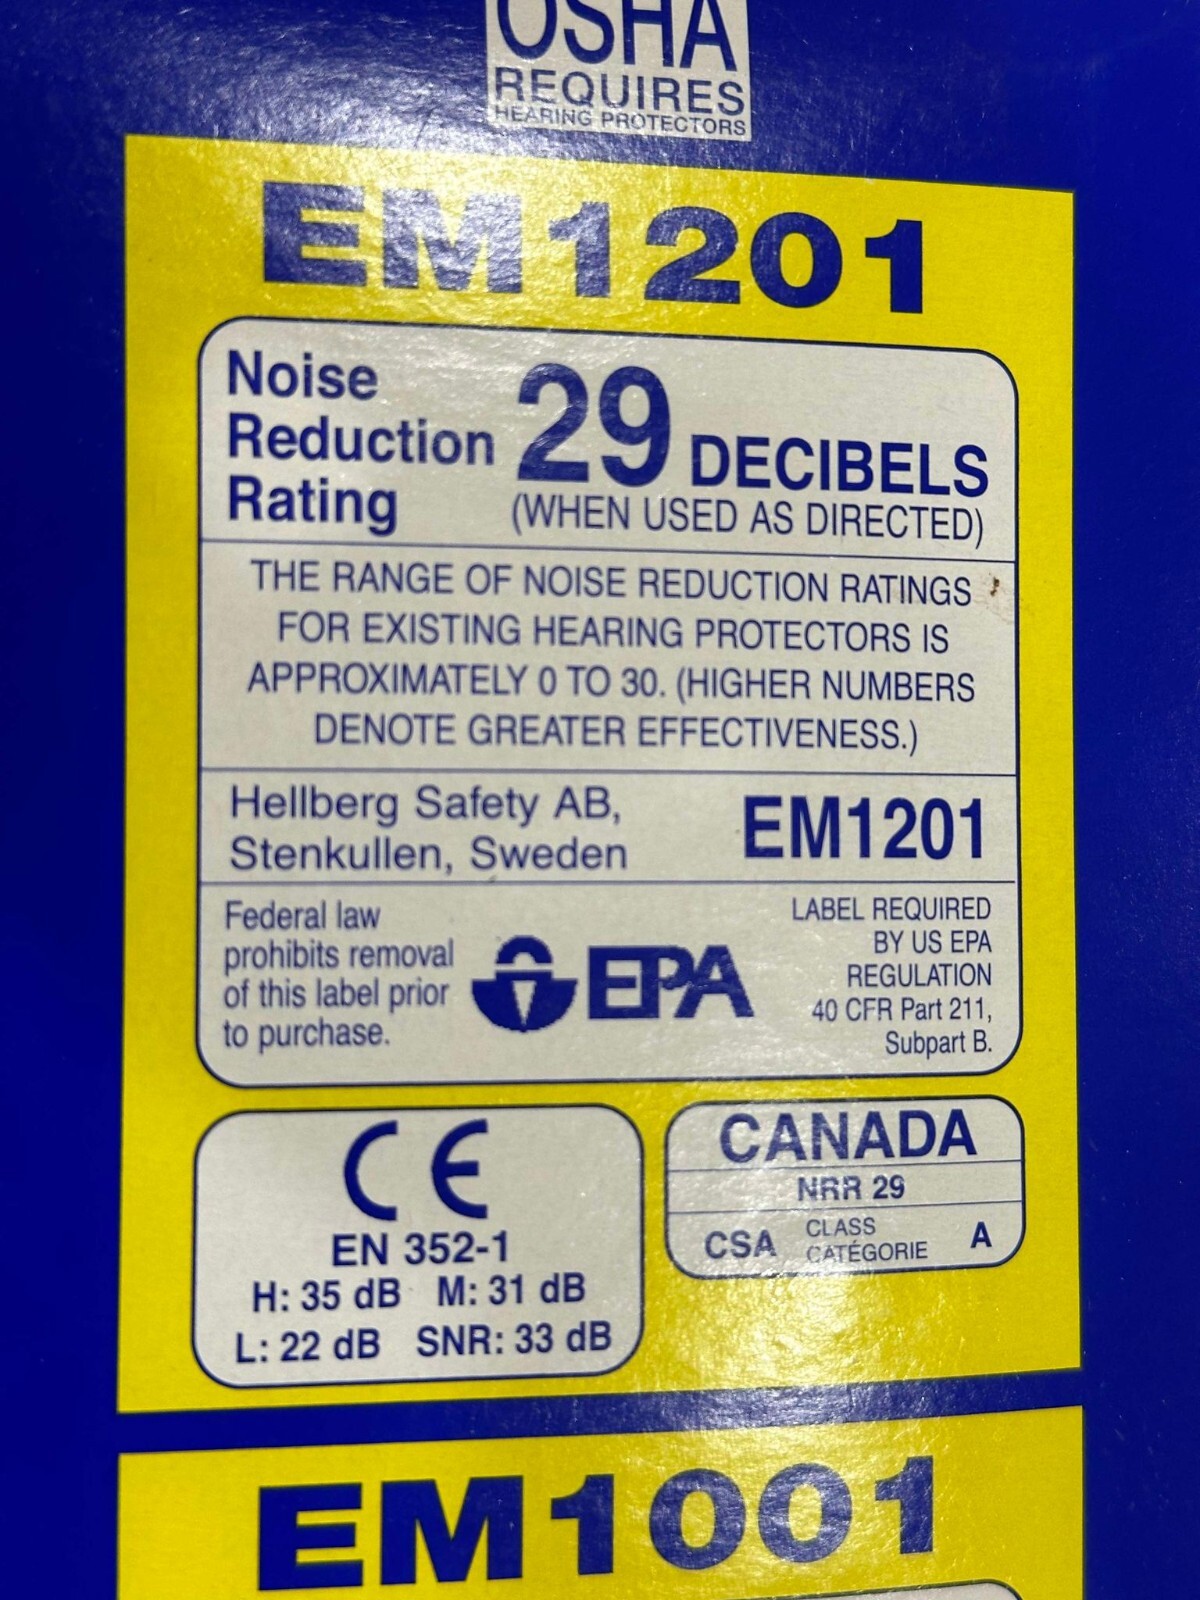 OSHA
REQUIRES
HEARING PROTECTORS
EM1201
Noise
Reduction
Rating
29 DECIBELS
(WHEN USED AS DIRECTED)
THE RANGE OF NOISE REDUCTION RATINGS
FOR EXISTING HEARING PROTECTORS IS
APPROXIMATELY 0 TO 30. (HIGHER NUMBERS
DENOTE GREATER EFFECTIVENESS.)
Hellberg Safety AB,
Stenkullen, Sweden
EM1201
Federal law
prohibits removal
of this label prior
to purchase.
EPA
LABEL REQUIRED
BY US EPA
REGULATION
40 CFR Part 211,
Subpart B.
CE
EN 352-1
H: 35 dB M: 31 dB
L: 22 dB SNR: 33 dB
CANADA
NRR 29
CSA CLASS CATÉGORIE A
EM1001